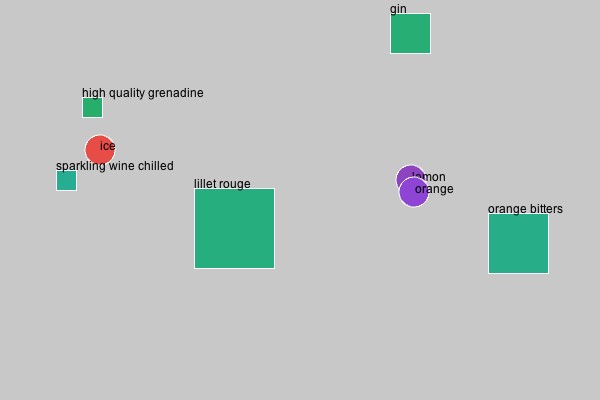 gin
high quality grenadine
ice
sparkling wine chilled
lemon
lillet rouge
orange
orange bitters